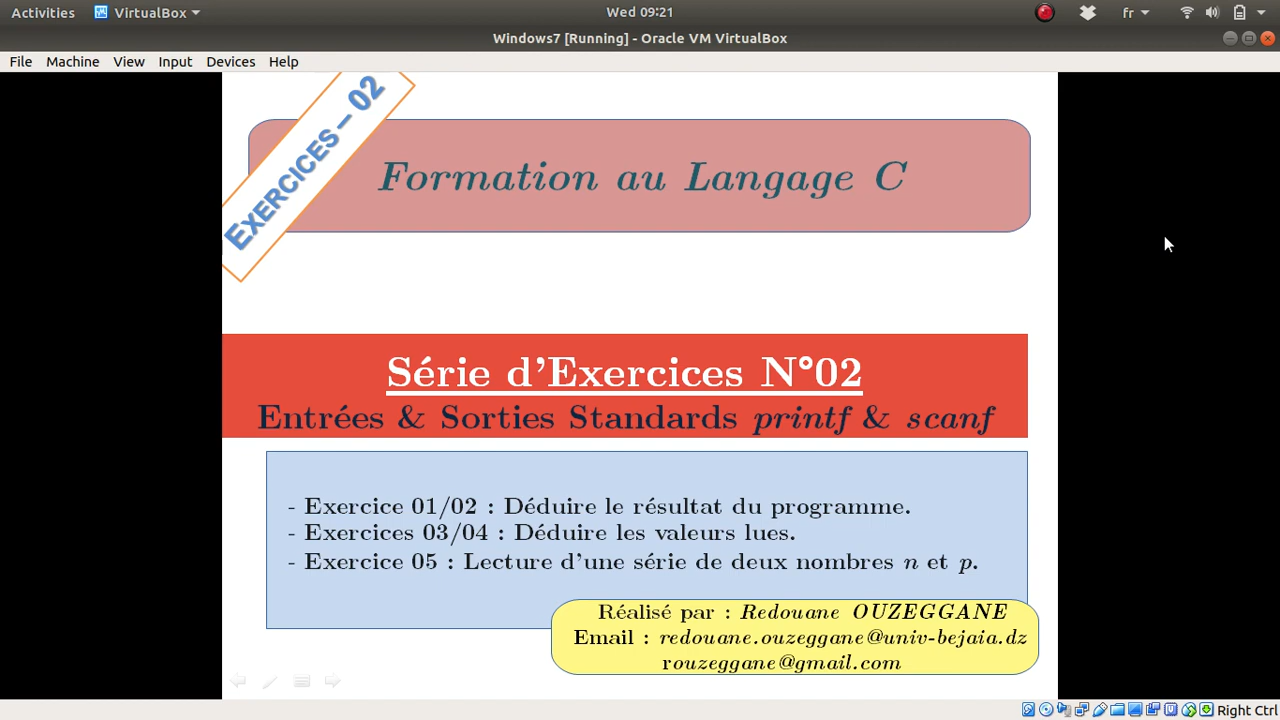 Activities VirtualBox Wed 09:21 fr
Windows7 [Running] - Oracle VM VirtualBox
File Machine View Input Devices Help
EXERCICES – 02
Formation au Langage C
Série d'Exercices N°02
Entrées & Sorties Standards printf & scanf
- Exercice 01/02 : Déduire le résultat du programme.
- Exercices 03/04 : Déduire les valeurs lues.
- Exercice 05 : Lecture d'une série de deux nombres n et p.
Réalisé par : Redouane OUZEGGANE
Email : redouane.ouzeggane@univ-bejaia.dz
rouzeggane@gmail.com
Right Ctrl